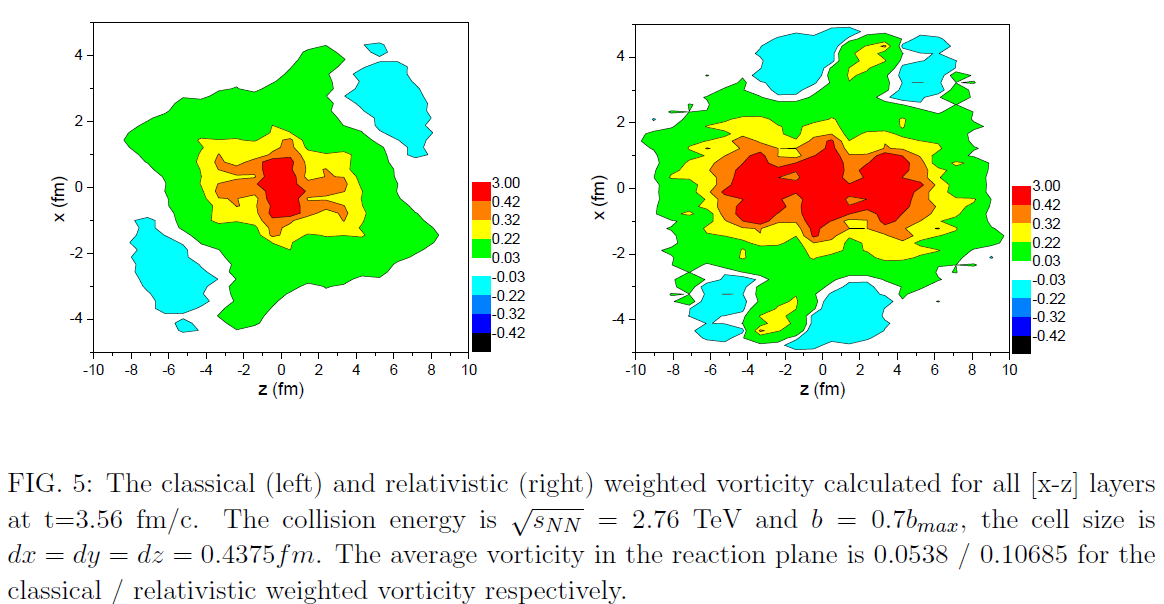 4
2
0
-2
-4
x (fm)
-10 -8 -6 -4 -2 0 2 4 6 8 10
z (fm)
3.00
0.42
0.32
0.22
0.03
-0.03
-0.22
-0.32
-0.42
4
2
0
-2
-4
x (fm)
-10 -8 -6 -4 -2 0 2 4 6 8 10
z (fm)
3.00
0.42
0.32
0.22
0.03
-0.03
-0.22
-0.32
-0.42
FIG. 5: The classical (left) and relativistic (right) weighted vorticity calculated for all [x-z] layers
at t=3.56 fm/c. The collision energy is √sNN = 2.76 TeV and b = 0.7bmax, the cell size is
dx = dy = dz = 0.4375fm. The average vorticity in the reaction plane is 0.0538 / 0.10685 for the
classical / relativistic weighted vorticity respectively.